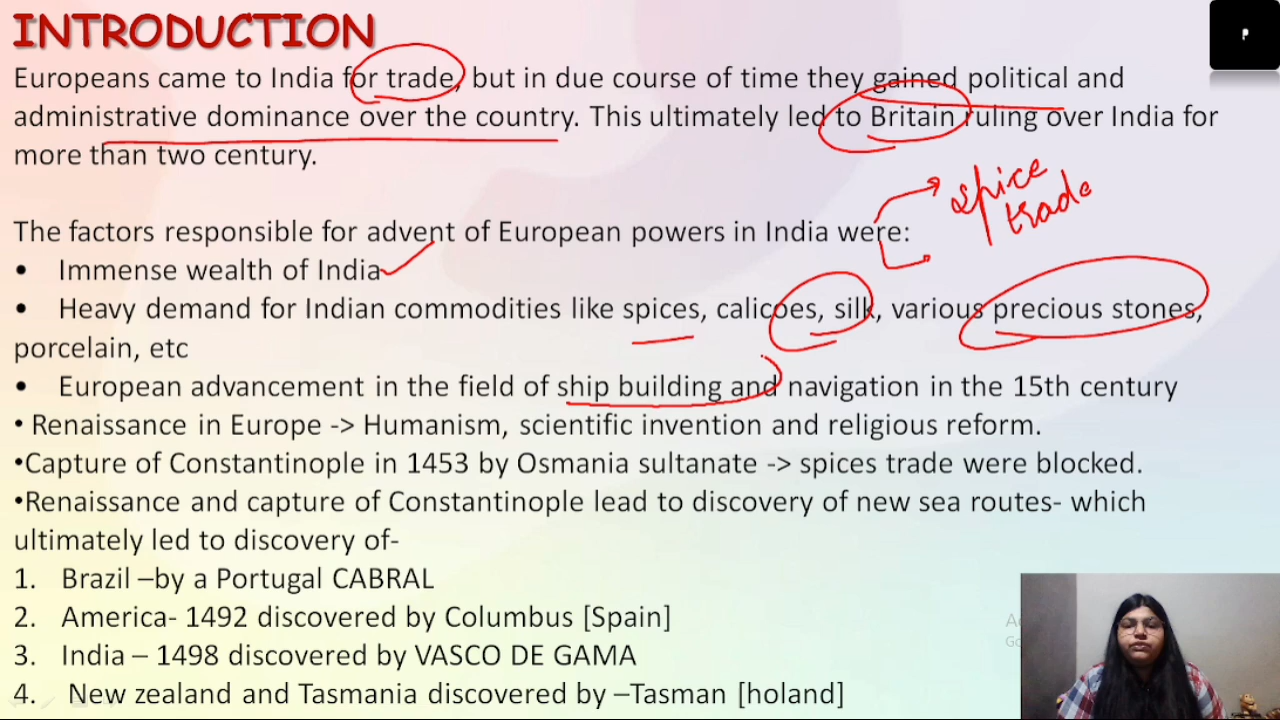 INTRODUCTION
Europeans came to India for trade, but in due course of time they gained political and
administrative dominance over the country. This ultimately led to Britain ruling over India for
more than two century.
spice
trade
The factors responsible for advent of European powers in India were:
• Immense wealth of India
• Heavy demand for Indian commodities like spices, calicoes, silk, various precious stones,
porcelain, etc
• European advancement in the field of ship building and navigation in the 15th century
• Renaissance in Europe -> Humanism, scientific invention and religious reform.
•Capture of Constantinople in 1453 by Osmania sultanate -> spices trade were blocked.
•Renaissance and capture of Constantinople lead to discovery of new sea routes- which
ultimately led to discovery of-
1. Brazil –by a Portugal CABRAL
2. America- 1492 discovered by Columbus [Spain]
3. India – 1498 discovered by VASCO DE GAMA
4. New zealand and Tasmania discovered by –Tasman [holand]